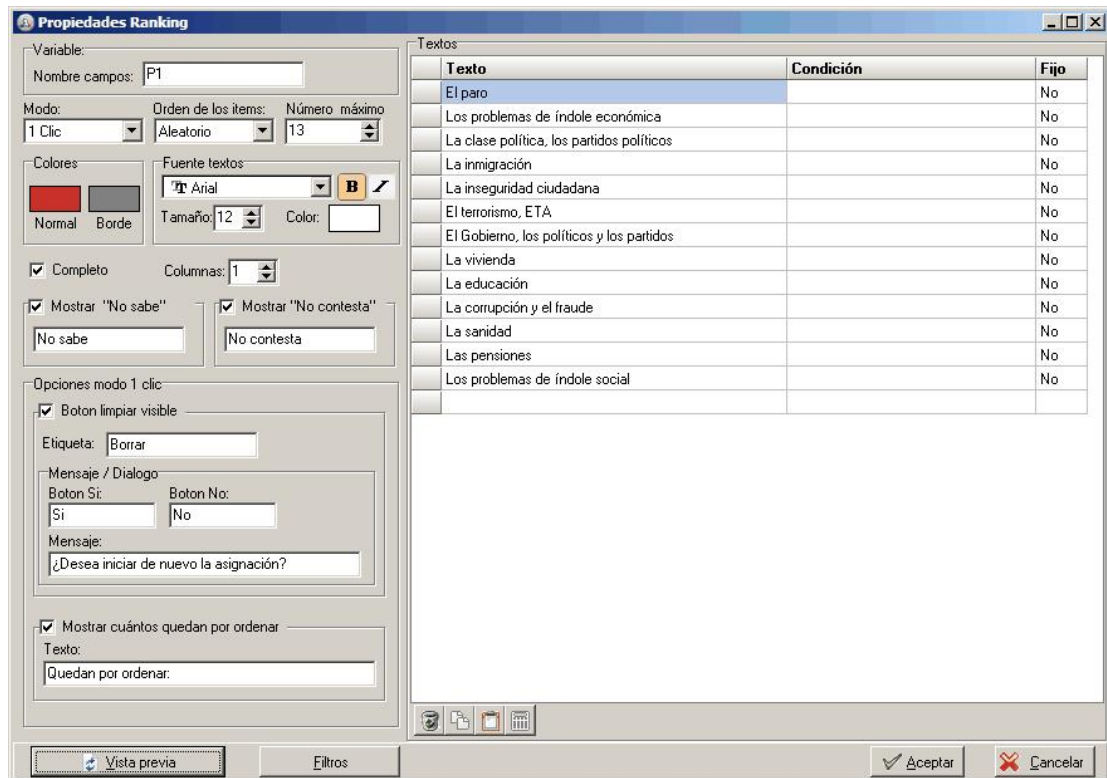 Propiedades Ranking
Variable:
Nombre campos: P1
Modo: Orden de los items: Número máximo
1 Clic Aleatorio 13
Colores
Normal Borde
Fuente textos
Arial B I
Tamaño: 12 Color:
Completo Columnas: 1
Mostrar "No sabe" Mostrar "No contesta"
No sabe No contesta
Opciones modo 1 clic
Boton limpiar visible
Etiqueta: Borrar
Mensaje / Dialogo
Boton Si: Boton No:
Si No
Mensaje:
¿Desea iniciar de nuevo la asignación?
Mostrar cuántos quedan por ordenar
Texto:
Quedan por ordenar:
Textos
Texto Condición Fijo
El paro No
Los problemas de índole económica No
La clase política, los partidos políticos No
La inmigración No
La inseguridad ciudadana No
El terrorismo, ETA No
El Gobierno, los políticos y los partidos No
La vivienda No
La educación No
La corrupción y el fraude No
La sanidad No
Las pensiones No
Los problemas de índole social No
Vista previa Filtros Aceptar Cancelar